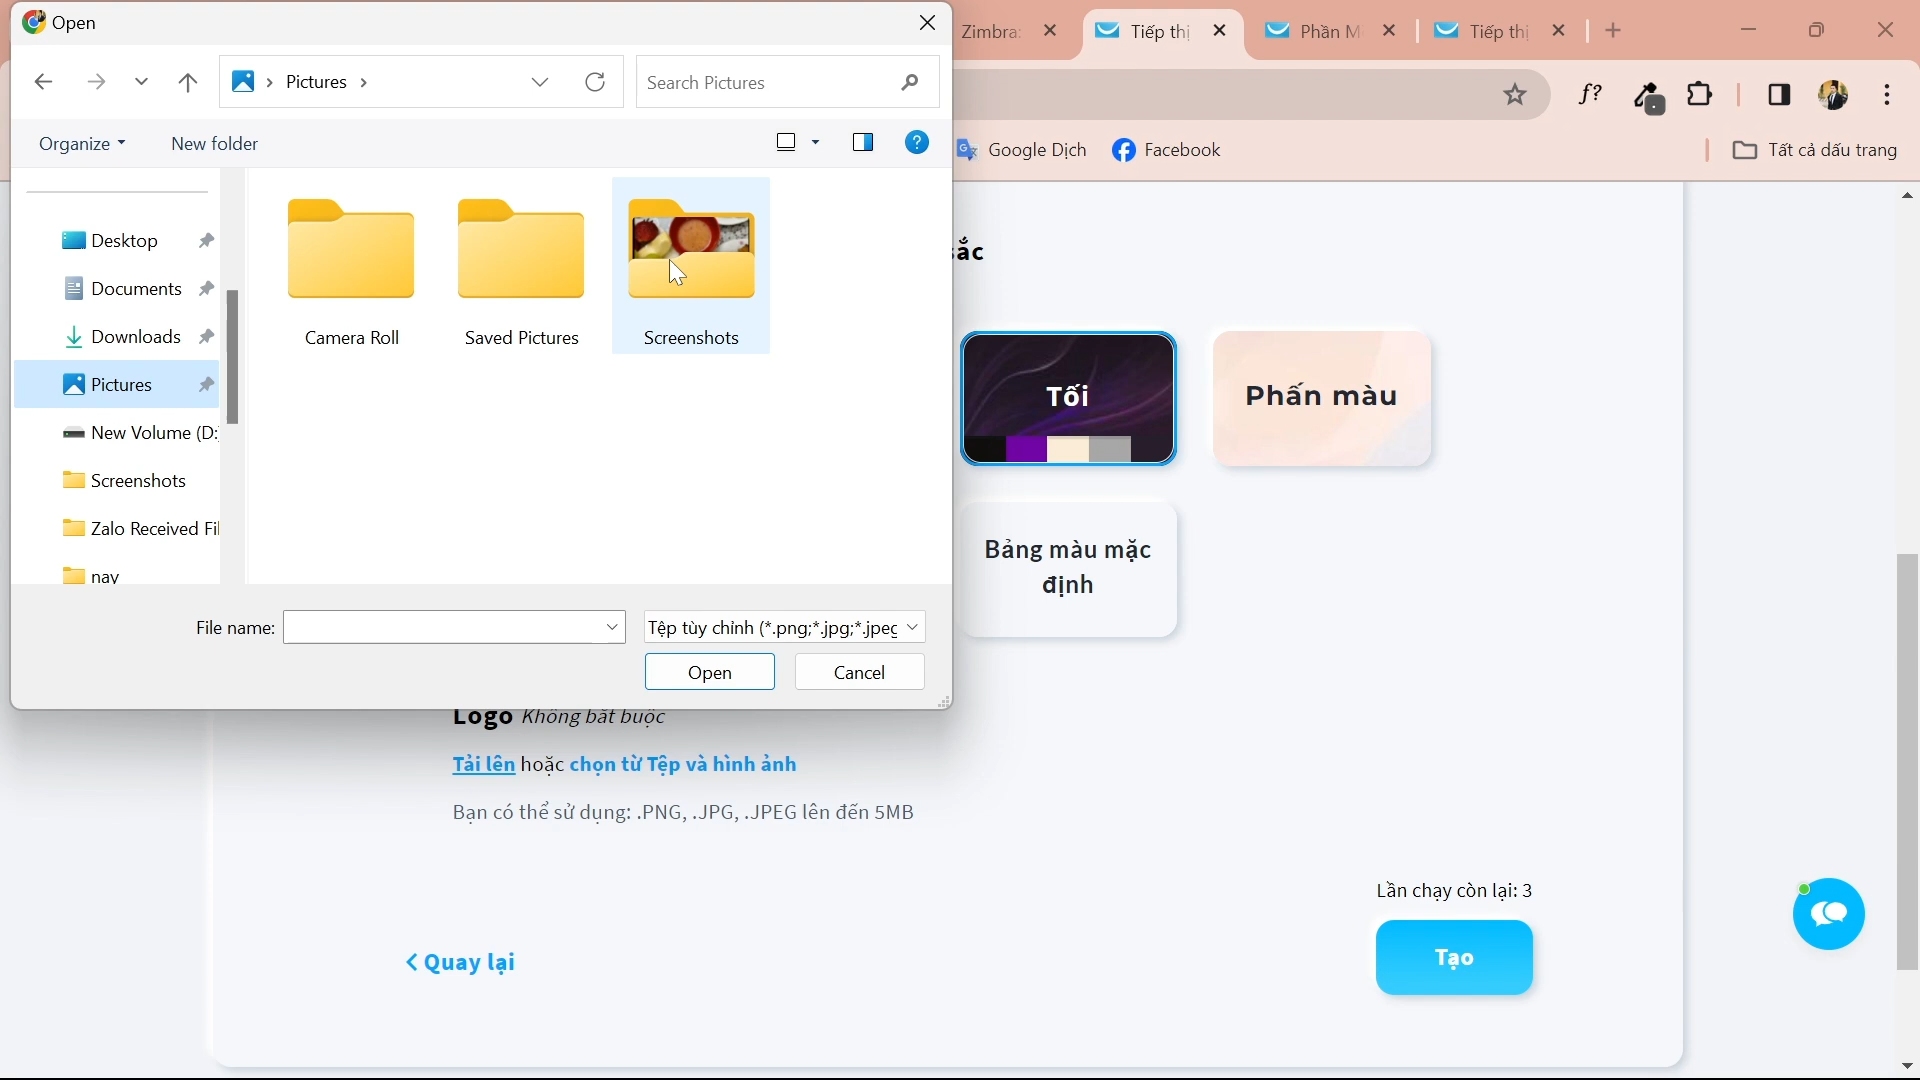 Open
Zimbra:
Tiếp thị
Phần M
Tiếp thị
Pictures
Search Pictures
f?
Organize
New folder
Google Dịch
Facebook
Tất cả dấu trang
Desktop
Documents
Downloads
Pictures
New Volume (D:
Screenshots
Zalo Received Fil
nay
Camera Roll
Saved Pictures
Screenshots
sắc
Tối
Phấn màu
Bảng màu mặc
định
File name:
Tệp tùy chỉnh (*.png;*.jpg;*.jpeg
Open
Cancel
Logo Không bắt buộc
Tải lên hoặc chọn từ Tệp và hình ảnh
Bạn có thể sử dụng: .PNG, .JPG, .JPEG lên đến 5MB
Lần chạy còn lại: 3
Quay lại
Tạo